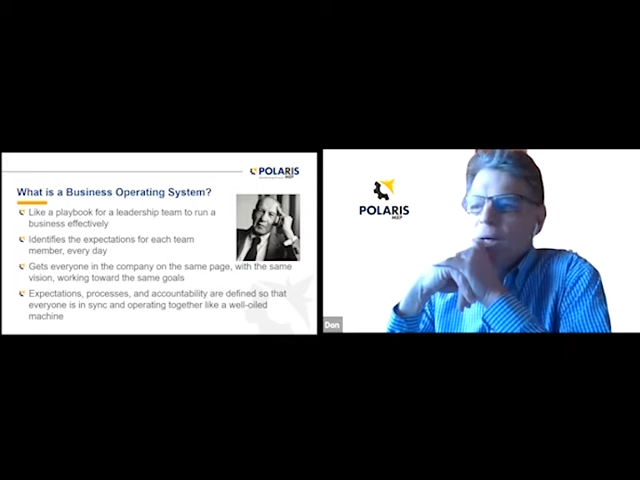 POLARIS
MEP
What is a Business Operating System?
Like a playbook for a leadership team to run a
business effectively
Identifies the expectations for each team
member, every day
Gets everyone in the company on the same page, with the same
vision, working toward the same goals
Expectations, processes, and accountability are defined so that
everyone is in sync and operating together like a well-oiled
machine
POLARIS
MEP
Don